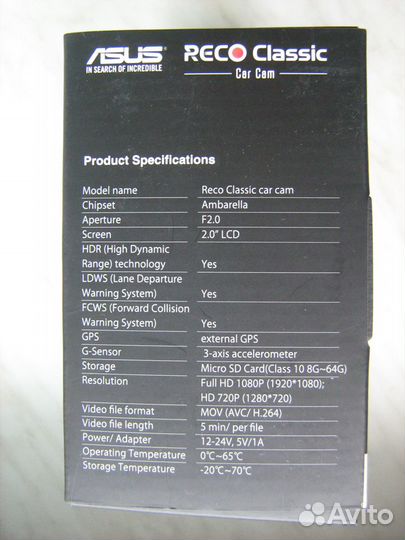 ASUS RECO Classic
IN SEARCH OF INCREDIBLE Car Cam
Product Specifications
Model name Reco Classic car cam
Chipset Ambarella
Aperture F2.0
Screen 2.0" LCD
HDR (High Dynamic
Range) technology Yes
LDWS (Lane Departure
Warning System) Yes
FCWS (Forward Collision
Warning System) Yes
GPS external GPS
G-Sensor 3-axis accelerometer
Storage Micro SD Card(Class 10 8G~64G)
Resolution Full HD 1080P (1920*1080);
HD 720P (1280*720)
Video file format MOV (AVC/ H.264)
Video file length 5 min/ per file
Power/ Adapter 12-24V, 5V/1A
Operating Temperature 0℃~65℃
Storage Temperature -20℃~70℃
Avito